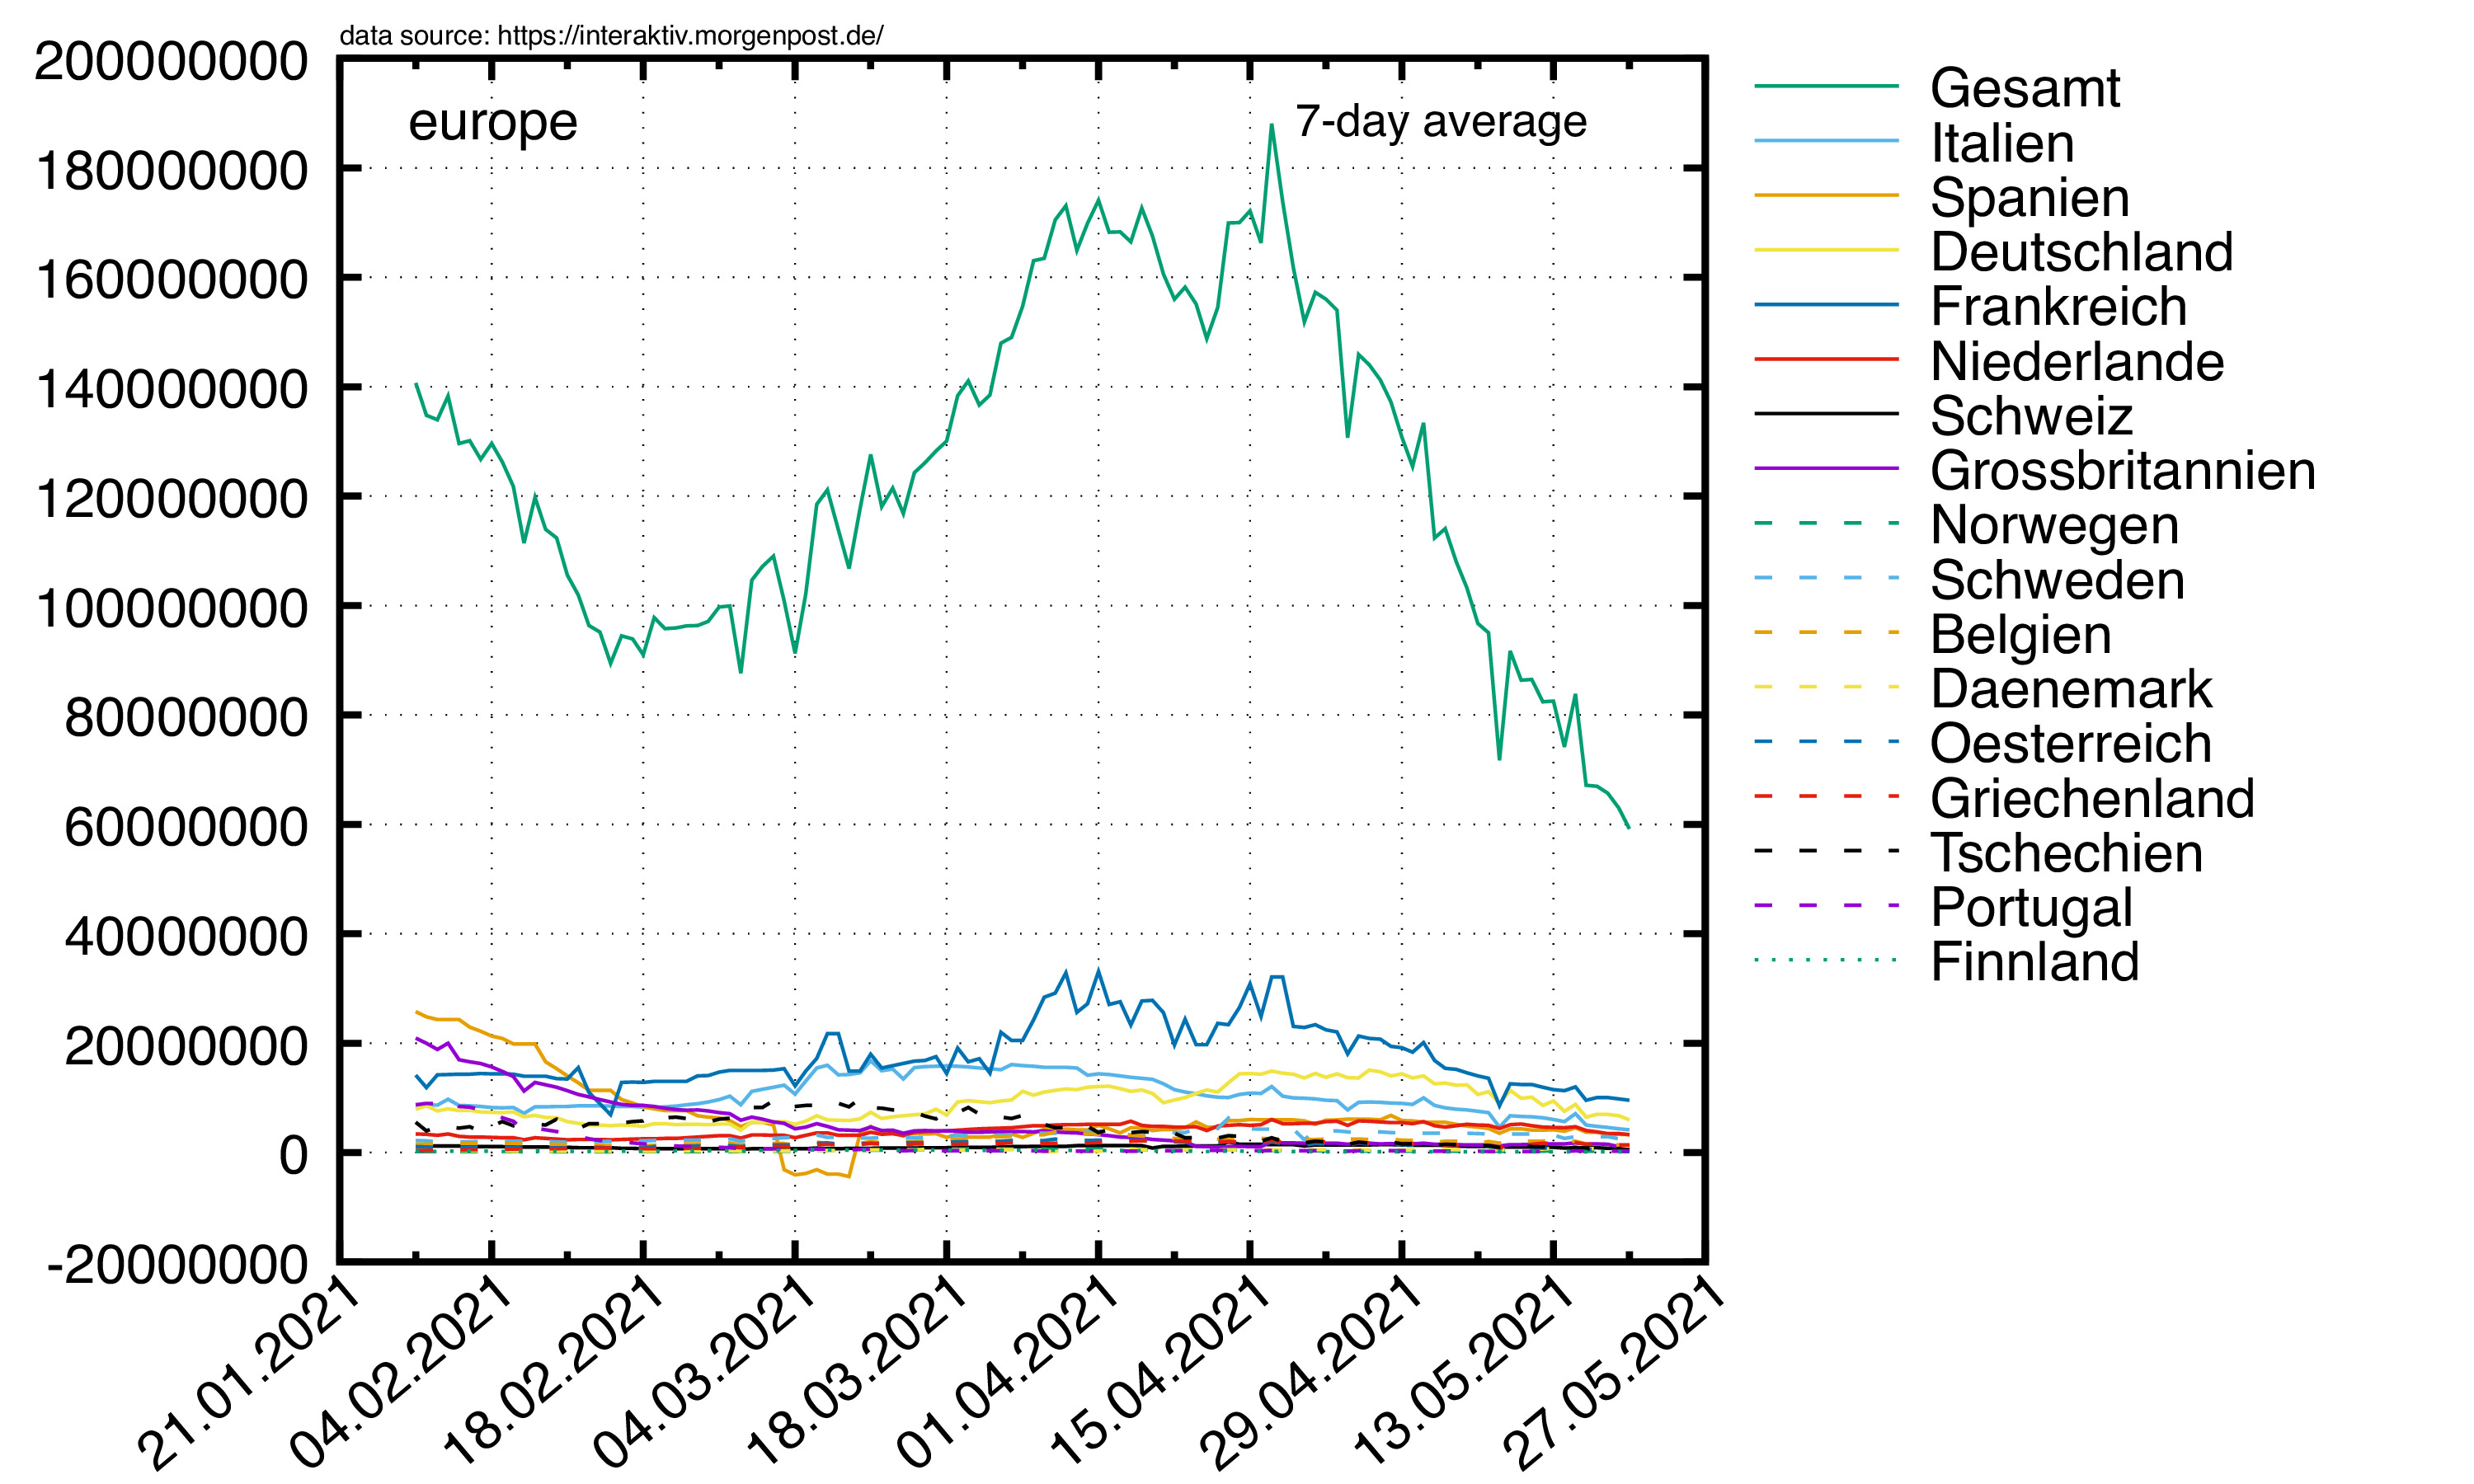 data source: https://interaktiv.morgenpost.de/
europe
7-day average
200000000
180000000
160000000
140000000
120000000
100000000
80000000
60000000
40000000
20000000
0
-20000000
21.01.2021
04.02.2021
18.02.2021
04.03.2021
18.03.2021
01.04.2021
15.04.2021
29.04.2021
13.05.2021
27.05.2021
Gesamt
Italien
Spanien
Deutschland
Frankreich
Niederlande
Schweiz
Grossbritannien
Norwegen
Schweden
Belgien
Daenemark
Oesterreich
Griechenland
Tschechien
Portugal
Finnland